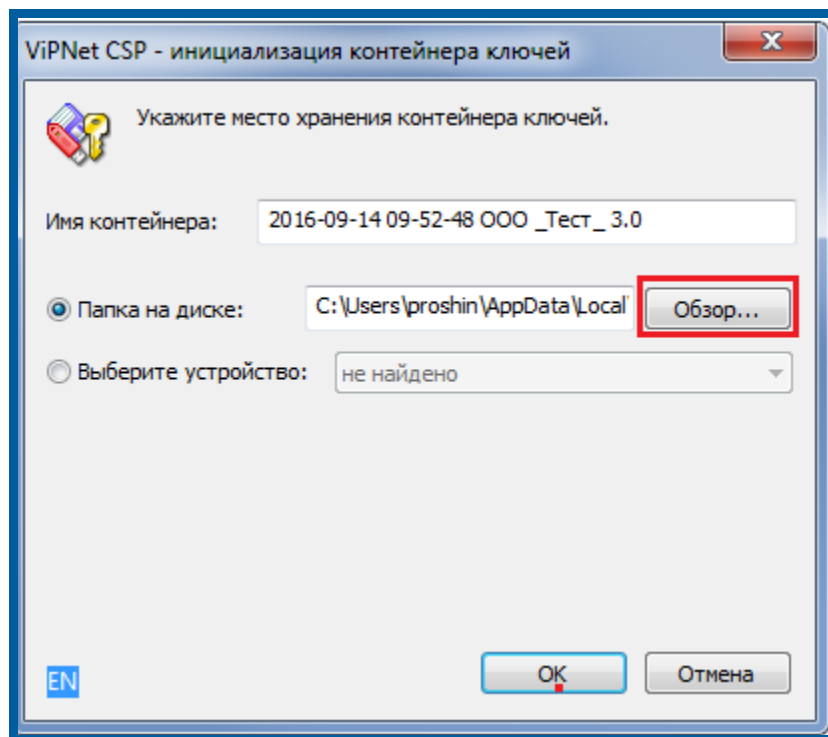 ViPNet CSP - инициализация контейнера ключей
Укажите место хранения контейнера ключей.
Имя контейнера: 2016-09-14 09-52-48 ООО _Тест_ 3.0
Папка на диске: C:\Users\proshin\AppData\Local\ Обзор...
Выберите устройство: не найдено
EN OK Отмена